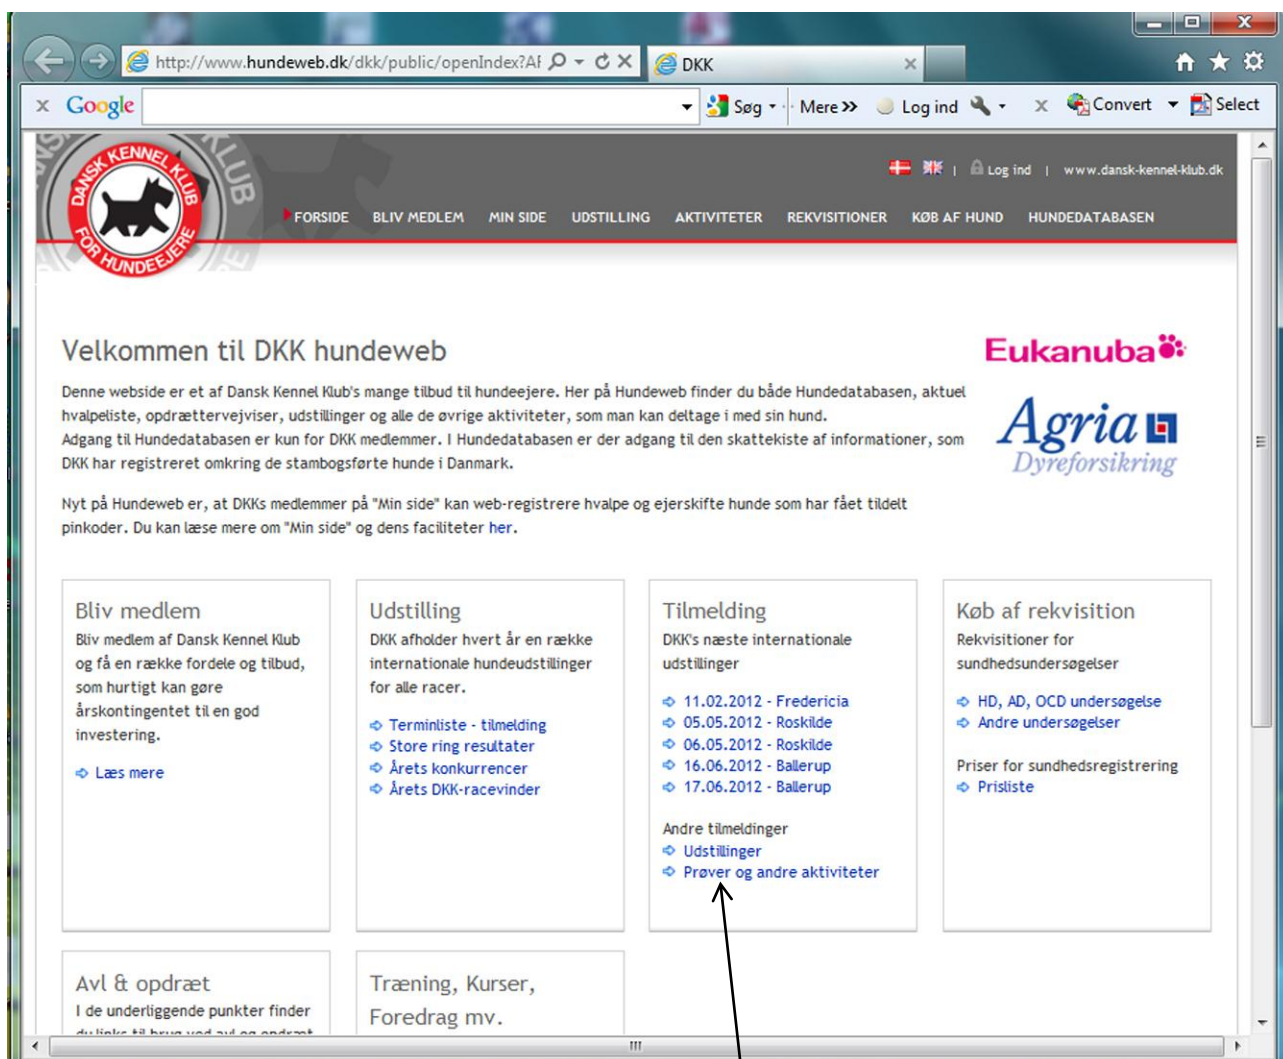 http://www.hundeweb.dk/dkk/public/openIndex?AF
DKK
Google
Søg
Mere >>
Log ind
Convert
Select
DANSK KENNEL KLUB
FOR HUNDEEJERE
Log ind | www.dansk-kennel-klub.dk
FORSIDE BLIV MEDLEM MIN SIDE UDSTILLING AKTIVITETER REKVISITIONER KØB AF HUND HUNDEDATABASEN
Velkommen til DKK hundeweb
Denne webside er et af Dansk Kennel Klub's mange tilbud til hundeejere. Her på Hundeweb finder du både Hundedatabasen, aktuel
hvalpeliste, opdrættervejviser, udstillinger og alle de øvrige aktiviteter, som man kan deltage i med sin hund.
Adgang til Hundedatabasen er kun for DKK medlemmer. I Hundedatabasen er der adgang til den skattekiste af informationer, som
DKK har registreret omkring de stambogsførte hunde i Danmark.
Nyt på Hundeweb er, at DKKs medlemmer på "Min side" kan web-registrere hvalpe og ejerskifte hunde som har fået tildelt
pinkoder. Du kan læse mere om "Min side" og dens faciliteter her.
Eukanuba
Agria
Dyreforsikring
Bliv medlem
Bliv medlem af Dansk Kennel Klub
og få en række fordele og tilbud,
som hurtigt kan gøre
årskontingentet til en god
investering.
Læs mere
Udstilling
DKK afholder hvert år en række
internationale hundeudstillinger
for alle racer.
Terminliste - tilmelding
Store ring resultater
Årets konkurrencer
Årets DKK-racevinder
Tilmelding
DKK's næste internationale
udstillinger
11.02.2012 - Fredericia
05.05.2012 - Roskilde
06.05.2012 - Roskilde
16.06.2012 - Ballerup
17.06.2012 - Ballerup
Andre tilmeldinger
Udstillinger
Prøver og andre aktiviteter
Køb af rekvisition
Rekvisitioner for
sundhedsundersøgelser
HD, AD, OCD undersøgelse
Andre undersøgelser
Priser for sundhedsregistrering
Prisliste
Avl & opdræt
I de underliggende punkter finder
du links til brug ved avl og opdræt
Træning, Kurser,
Foredrag mv.